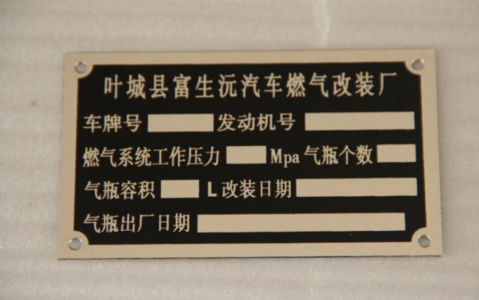 叶城县富生沅汽车燃气改装厂
车牌号 发动机号
燃气系统工作压力 Mpa 气瓶个数
气瓶容积 L 改装日期
气瓶出厂日期